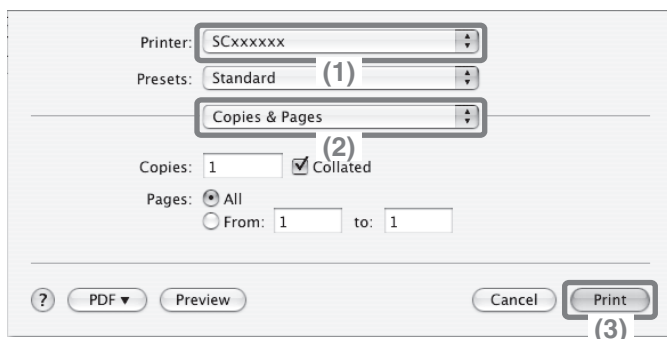 Printer: SCxxxxxx
(1)
Presets: Standard
Copies & Pages
(2)
Copies: 1 Collated
Pages: All
From: 1 to: 1
? PDF Preview Cancel Print
(3)